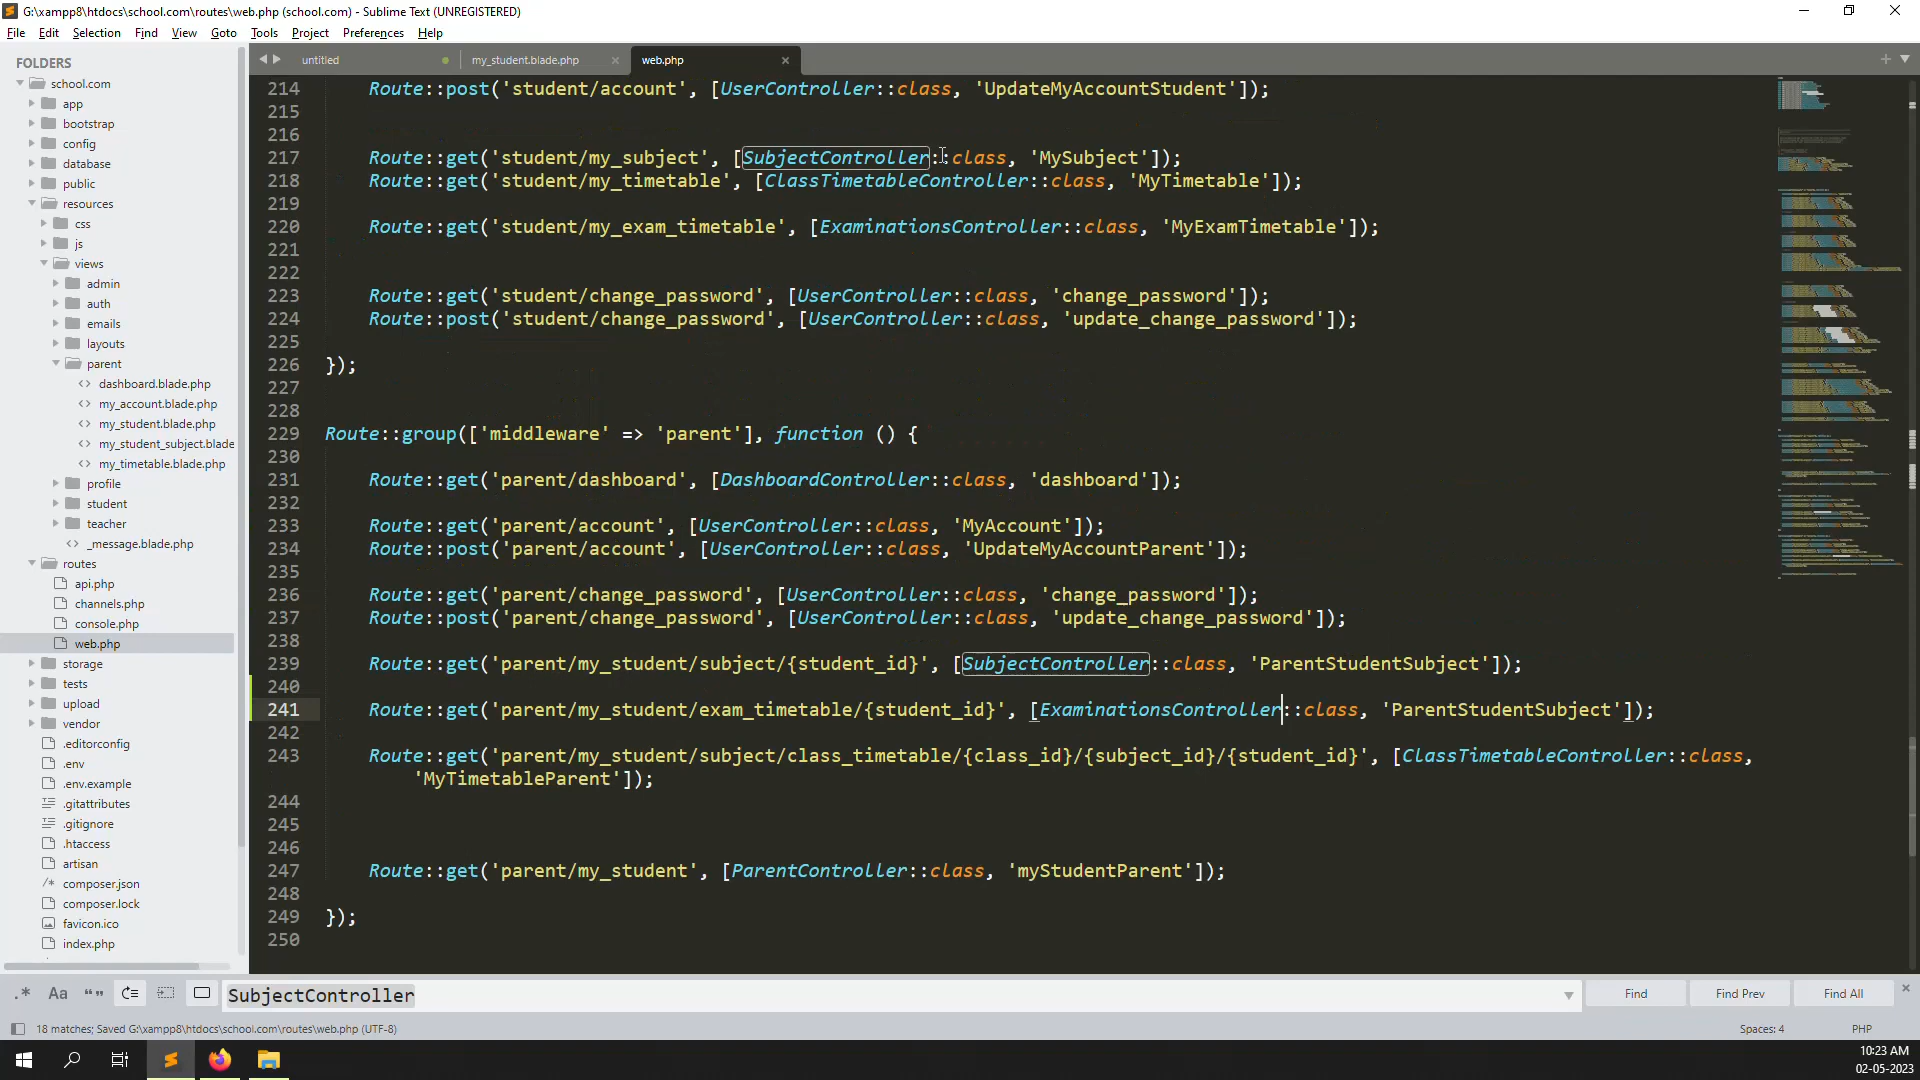 G:\xampp8\htdocs\school.com\routes\web.php (school.com) - Sublime Text (UNREGISTERED)
File Edit Selection Find View Goto Tools Project Preferences Help
FOLDERS
school.com
app
bootstrap
config
database
public
resources
css
js
views
admin
auth
emails
layouts
parent
dashboard.blade.php
my_account.blade.php
my_student.blade.php
my_student_subject.blade
my_timetable.blade.php
profile
student
teacher
_message.blade.php
routes
api.php
channels.php
console.php
web.php
storage
tests
upload
vendor
.editorconfig
.env
.env.example
.gitattributes
.gitignore
.htaccess
artisan
composer.json
composer.lock
favicon.ico
index.php
untitled my_student.blade.php web.php
214 Route::post('student/account', [UserController::class, 'UpdateMyAccountStudent']);
215
216
217 Route::get('student/my_subject', [SubjectController::class, 'MySubject']);
218 Route::get('student/my_timetable', [ClassTimetableController::class, 'MyTimetable']);
219
220 Route::get('student/my_exam_timetable', [ExaminationsController::class, 'MyExamTimetable']);
221
222
223 Route::get('student/change_password', [UserController::class, 'change_password']);
224 Route::post('student/change_password', [UserController::class, 'update_change_password']);
225
226 });
227
228
229 Route::group(['middleware' => 'parent'], function () {
230
231 Route::get('parent/dashboard', [DashboardController::class, 'dashboard']);
232
233 Route::get('parent/account', [UserController::class, 'MyAccount']);
234 Route::post('parent/account', [UserController::class, 'UpdateMyAccountParent']);
235
236 Route::get('parent/change_password', [UserController::class, 'change_password']);
237 Route::post('parent/change_password', [UserController::class, 'update_change_password']);
238
239 Route::get('parent/my_student/subject/{student_id}', [SubjectController::class, 'ParentStudentSubject']);
240
241 Route::get('parent/my_student/exam_timetable/{student_id}', [ExaminationsController::class, 'ParentStudentSubject']);
242
243 Route::get('parent/my_student/subject/class_timetable/{class_id}/{subject_id}/{student_id}', [ClassTimetableController::class,
'MyTimetableParent']);
244
245
246
247 Route::get('parent/my_student', [ParentController::class, 'myStudentParent']);
248
249 });
250
.* Aa “” SubjectController Find Find Prev Find All
18 matches; Saved G:\xampp8\htdocs\school.com\routes\web.php (UTF-8) Spaces: 4 PHP
10:23 AM
02-05-2023